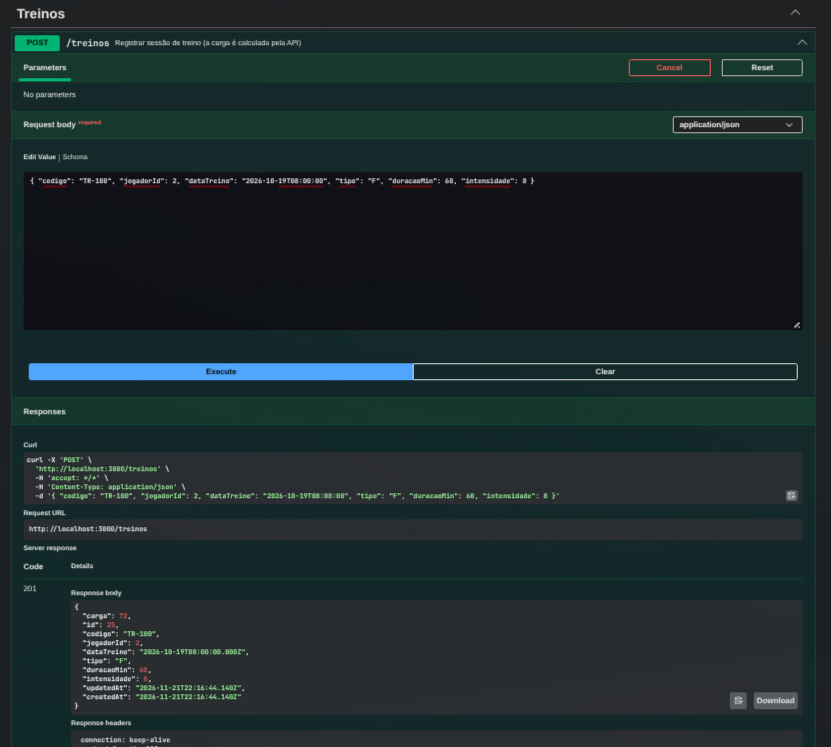 Treinos
POST /treinos Registrar sessão de treino (a carga é calculada pela API)
Parameters
Cancel
Reset
No parameters
Request body required
application/json
Edit Value | Schema
{ "codigo": "TR-100", "jogadorId": 2, "dataTreino": "2026-10-19T08:00:00", "tipo": "F", "duracaoMin": 60, "intensidade": 8 }
Execute
Clear
Responses
Curl
curl -X 'POST' \
'http://localhost:3000/treinos' \
-H 'accept: */*' \
-H 'Content-Type: application/json' \
-d '{ "codigo": "TR-100", "jogadorId": 2, "dataTreino": "2026-10-19T08:00:00", "tipo": "F", "duracaoMin": 60, "intensidade": 8 }'
Request URL
http://localhost:3000/treinos
Server response
Code Details
201
Response body
{
"carga": 72,
"id": 25,
"codigo": "TR-100",
"jogadorId": 2,
"dataTreino": "2026-10-19T08:00:00.000Z",
"tipo": "F",
"duracaoMin": 60,
"intensidade": 8,
"updatedAt": "2026-11-21T22:16:44.140Z",
"createdAt": "2026-11-21T22:16:44.140Z"
}
Download
Response headers
connection: keep-alive